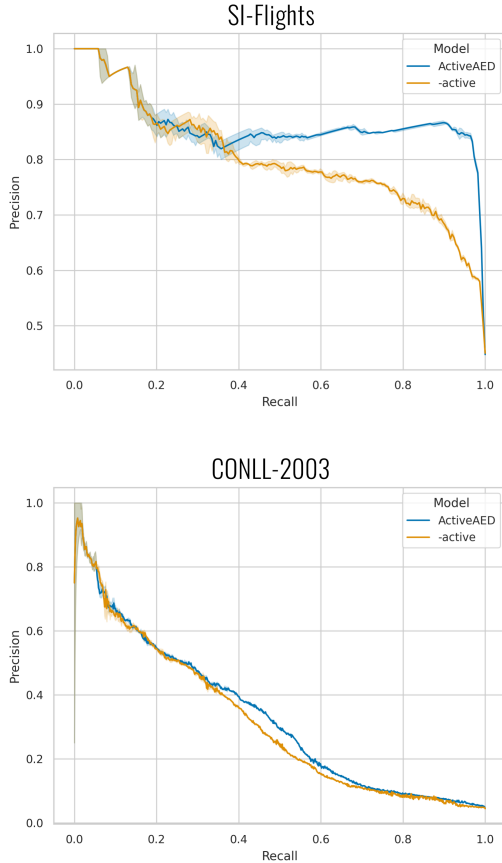 SI-Flights
Model
ActiveAED
-active
1.0
0.9
0.8
0.7
0.6
0.5
Precision
0.0 0.2 0.4 0.6 0.8 1.0
Recall
CONLL-2003
Model
ActiveAED
-active
1.0
0.8
0.6
0.4
0.2
0.0
Precision
0.0 0.2 0.4 0.6 0.8 1.0
Recall